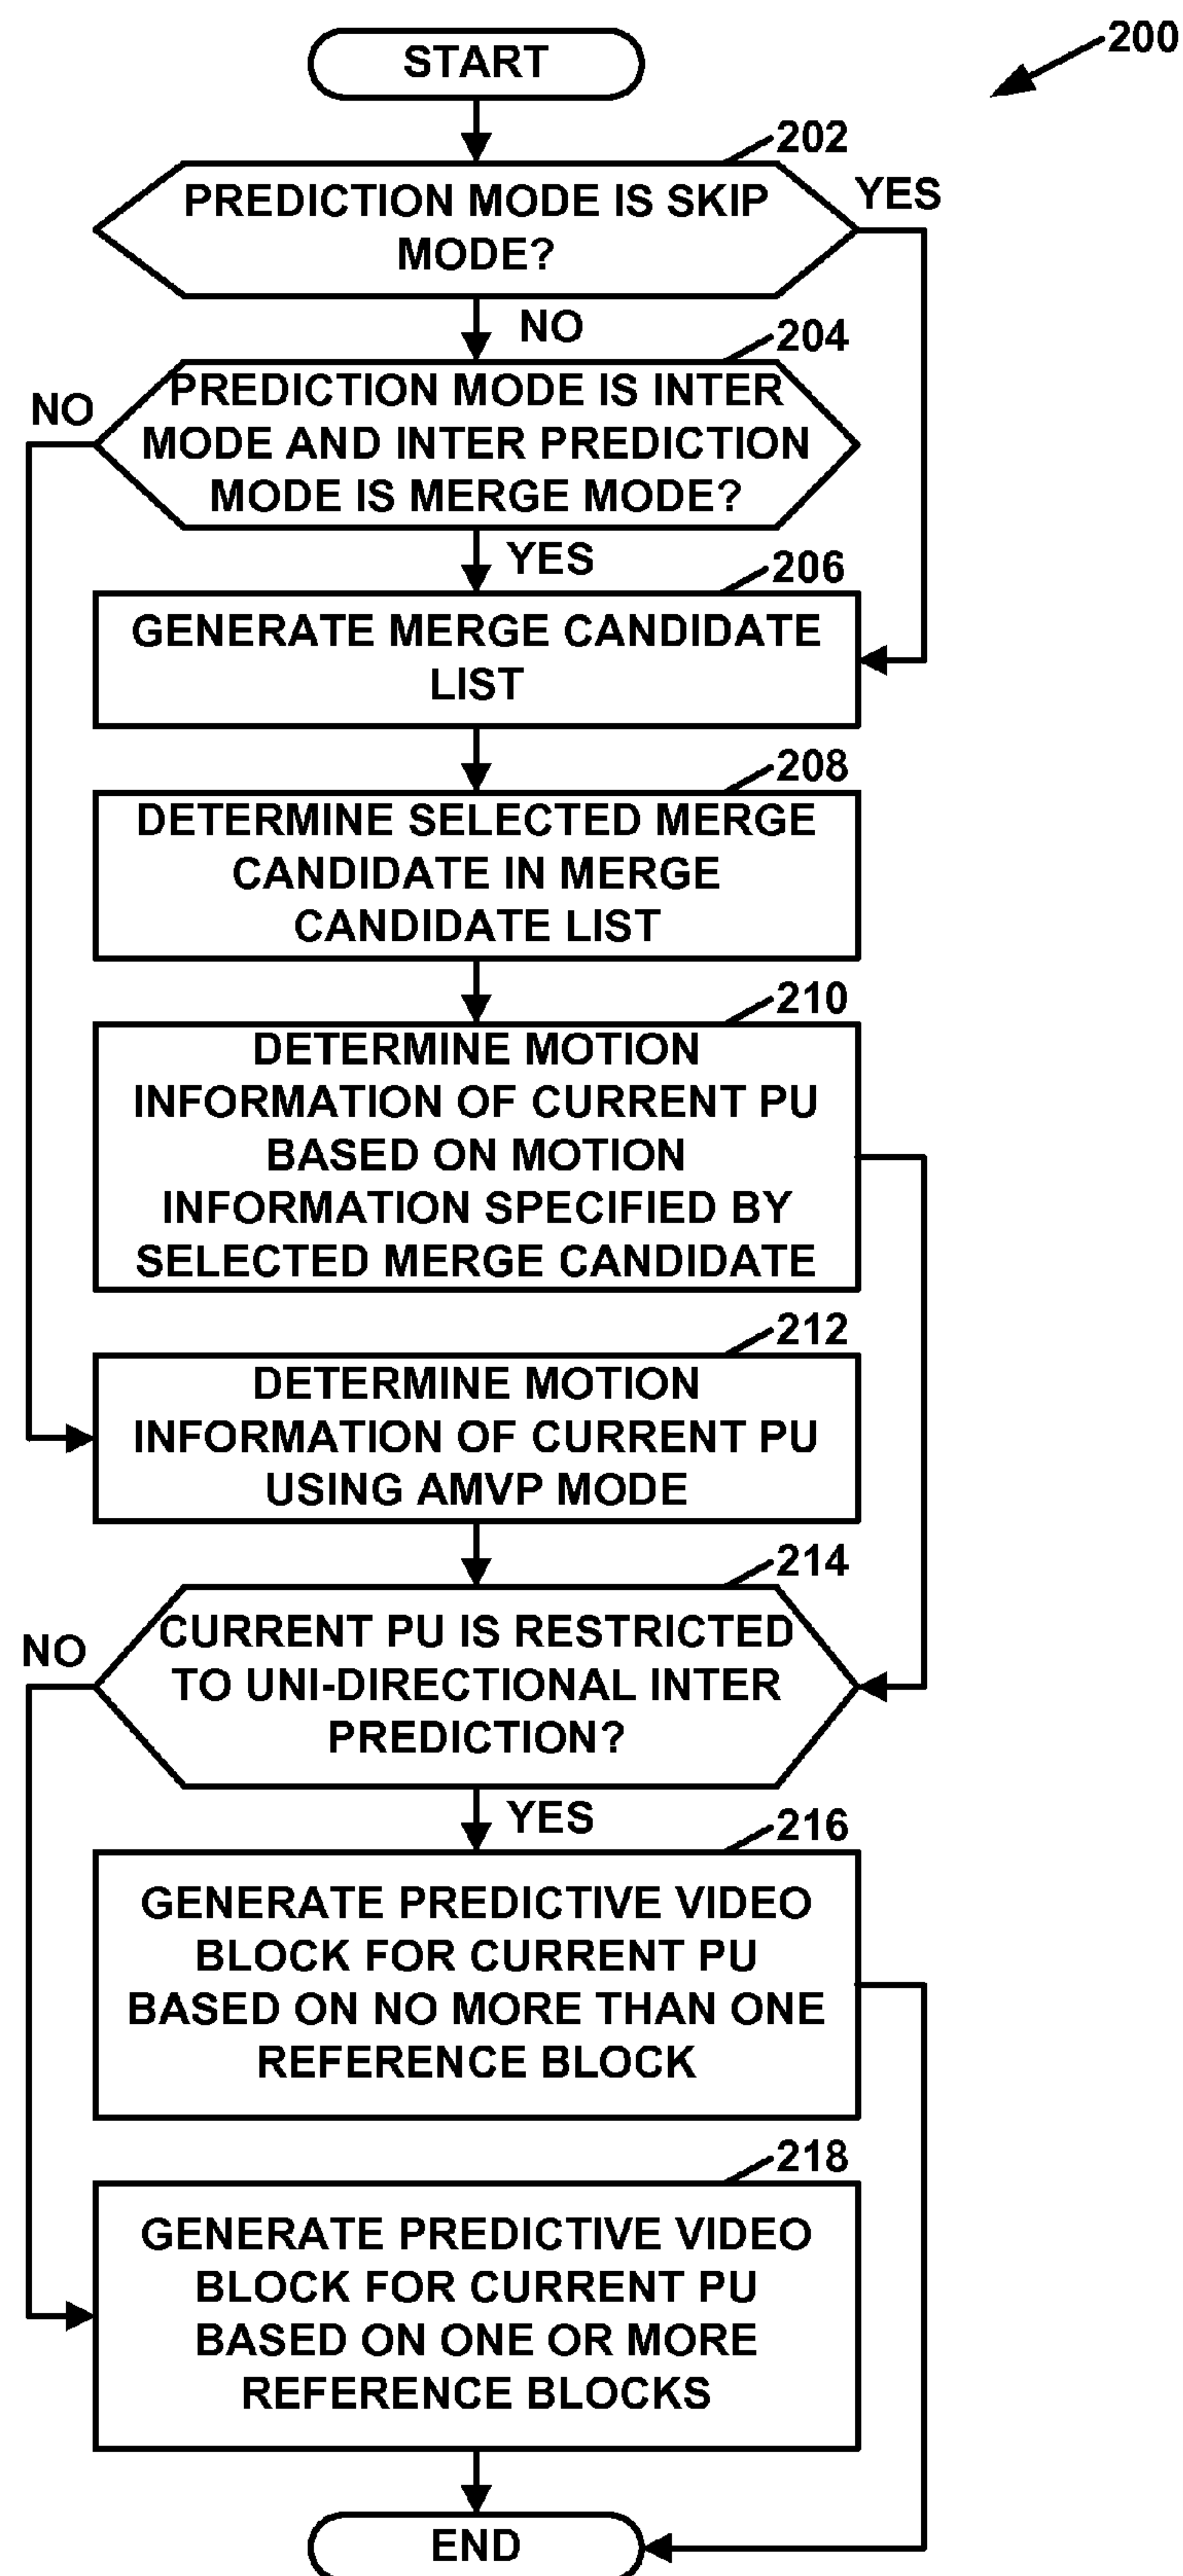 START
200
202
PREDICTION MODE IS SKIP
MODE?
YES
NO
204
PREDICTION MODE IS INTER
MODE AND INTER PREDICTION
MODE IS MERGE MODE?
NO
YES
206
GENERATE MERGE CANDIDATE
LIST
208
DETERMINE SELECTED MERGE
CANDIDATE IN MERGE
CANDIDATE LIST
210
DETERMINE MOTION
INFORMATION OF CURRENT PU
BASED ON MOTION
INFORMATION SPECIFIED BY
SELECTED MERGE CANDIDATE
212
DETERMINE MOTION
INFORMATION OF CURRENT PU
USING AMVP MODE
214
CURRENT PU IS RESTRICTED
TO UNI-DIRECTIONAL INTER
PREDICTION?
NO
YES
216
GENERATE PREDICTIVE VIDEO
BLOCK FOR CURRENT PU
BASED ON NO MORE THAN ONE
REFERENCE BLOCK
218
GENERATE PREDICTIVE VIDEO
BLOCK FOR CURRENT PU
BASED ON ONE OR MORE
REFERENCE BLOCKS
END